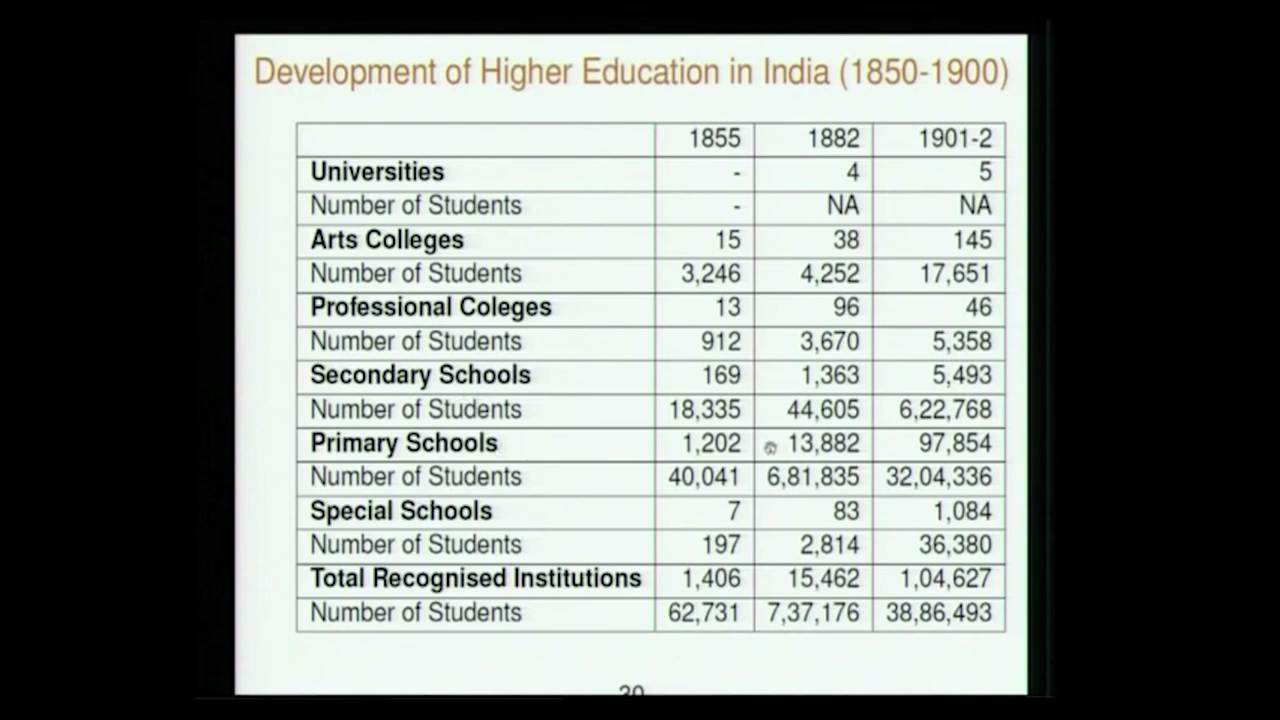 Development of Higher Education in India (1850-1900)
1855 1882 1901-2
Universities - 4 5
Number of Students - NA NA
Arts Colleges 15 38 145
Number of Students 3,246 4,252 17,651
Professional Coleges 13 96 46
Number of Students 912 3,670 5,358
Secondary Schools 169 1,363 5,493
Number of Students 18,335 44,605 6,22,768
Primary Schools 1,202 13,882 97,854
Number of Students 40,041 6,81,835 32,04,336
Special Schools 7 83 1,084
Number of Students 197 2,814 36,380
Total Recognised Institutions 1,406 15,462 1,04,627
Number of Students 62,731 7,37,176 38,86,493